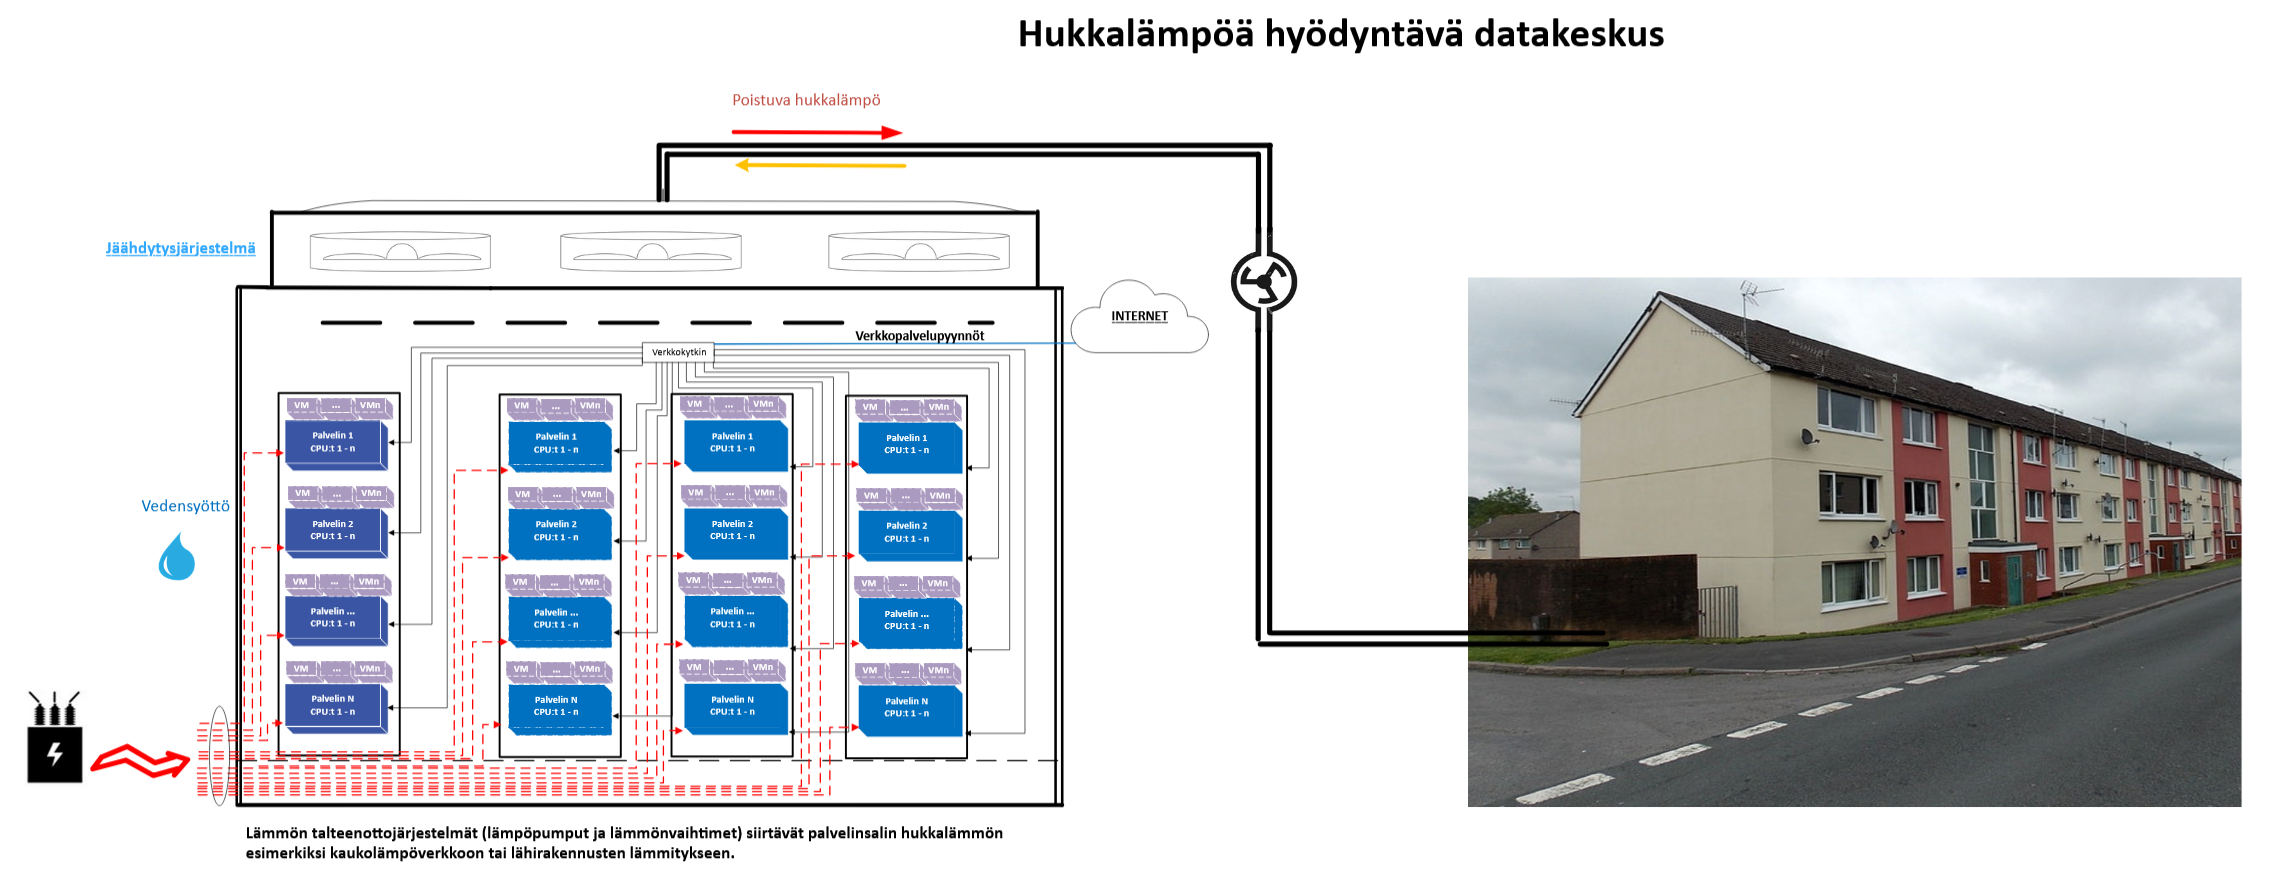 Hukkalämpöä hyödyntävä datakeskus
Poistuva hukkalämpö
Jäähdytysjärjestelmä
INTERNET
Verkkopalvelupyynnöt
Verkkokytkin
VM ... VMn
Palvelin 1
CPU:t 1 - n
VM ... VMn
Palvelin 2
CPU:t 1 - n
VM ... VMn
Palvelin ...
CPU:t 1 - n
VM ... VMn
Palvelin N
CPU:t 1 - n
VM ... VMn
Palvelin 1
CPU:t 1 - n
VM ... VMn
Palvelin 2
CPU:t 1 - n
VM ... VMn
Palvelin ...
CPU:t 1 - n
VM ... VMn
Palvelin N
CPU:t 1 - n
VM ... VMn
Palvelin 1
CPU:t 1 - n
VM ... VMn
Palvelin 2
CPU:t 1 - n
VM ... VMn
Palvelin ...
CPU:t 1 - n
VM ... VMn
Palvelin N
CPU:t 1 - n
VM ... VMn
Palvelin 1
CPU:t 1 - n
VM ... VMn
Palvelin 2
CPU:t 1 - n
VM ... VMn
Palvelin ...
CPU:t 1 - n
VM ... VMn
Palvelin N
CPU:t 1 - n
Vedensyöttö
Lämmön talteenottojärjestelmät (lämpöpumput ja lämmönvaihtimet) siirtävät palvelinsalin hukkalämmön
esimerkiksi kaukolämpöverkkoon tai lähirakennusten lämmitykseen.